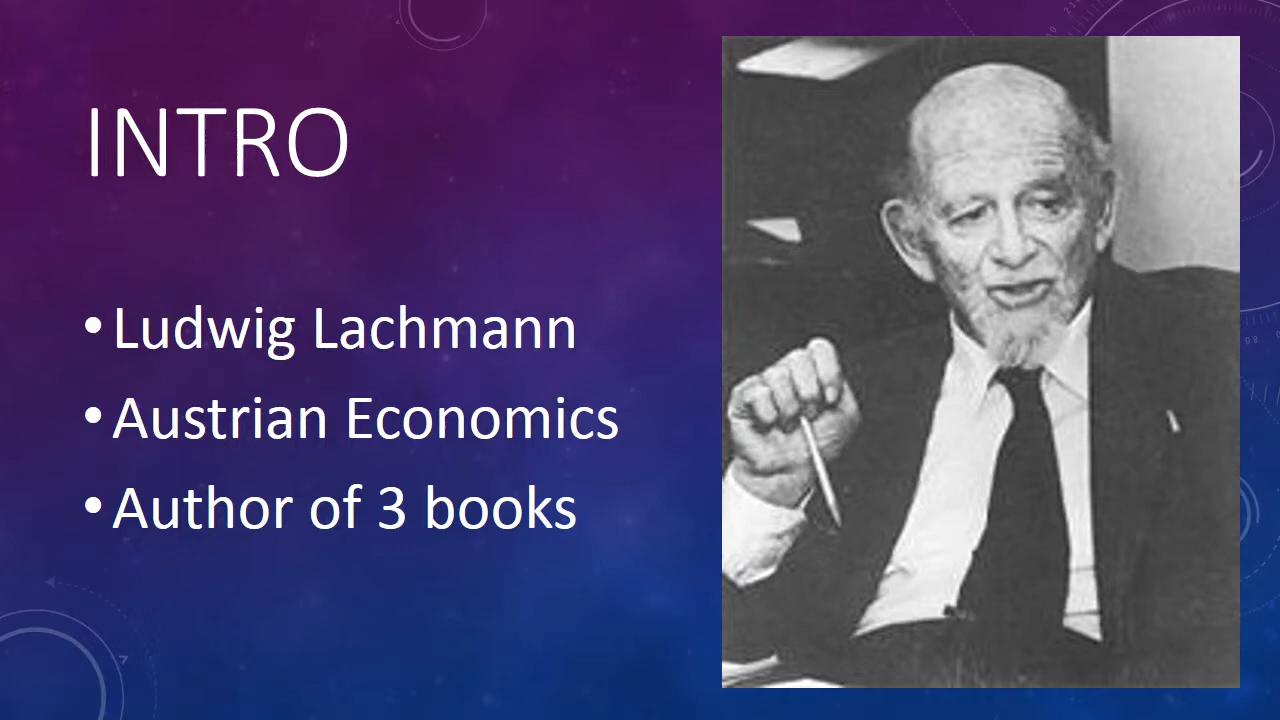 INTRO
• Ludwig Lachmann
• Austrian Economics
• Author of 3 books